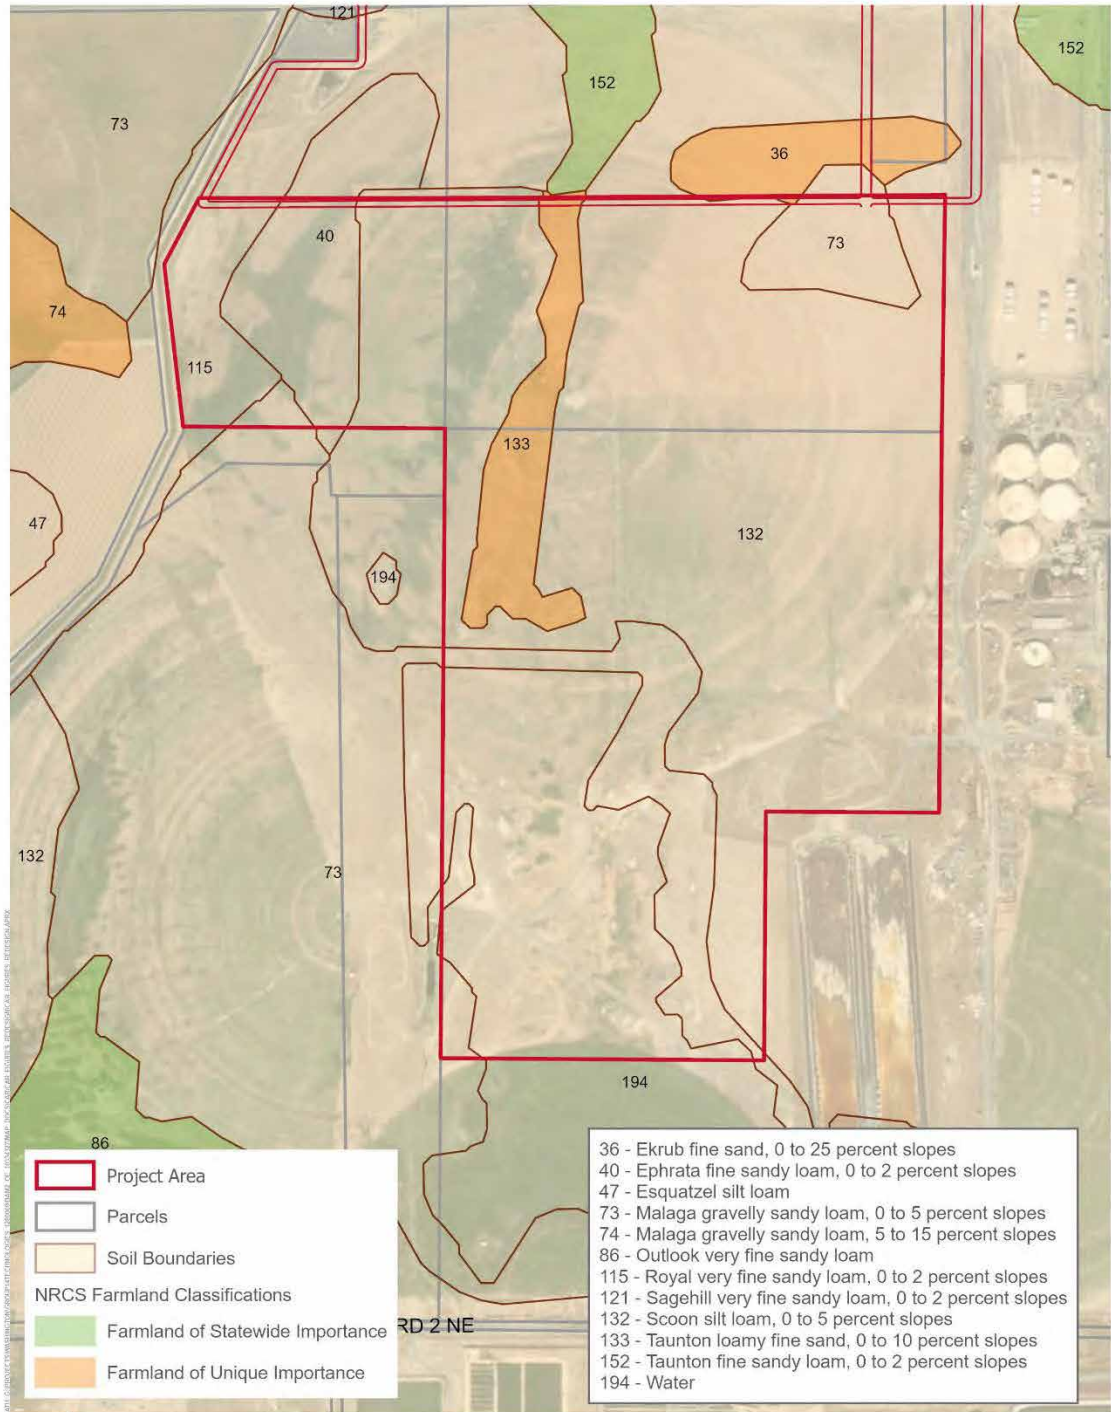 121
152
152
73
36
40
73
74
115
133
47
132
194
132
73
194
86
RD 2 NE
Project Area
Parcels
Soil Boundaries
NRCS Farmland Classifications
Farmland of Statewide Importance
Farmland of Unique Importance
36 - Ekrub fine sand, 0 to 25 percent slopes
40 - Ephrata fine sandy loam, 0 to 2 percent slopes
47 - Esquatzel silt loam
73 - Malaga gravelly sandy loam, 0 to 5 percent slopes
74 - Malaga gravelly sandy loam, 5 to 15 percent slopes
86 - Outlook very fine sandy loam
115 - Royal very fine sandy loam, 0 to 2 percent slopes
121 - Sagehill very fine sandy loam, 0 to 2 percent slopes
132 - Scoon silt loam, 0 to 5 percent slopes
133 - Taunton loamy fine sand, 0 to 10 percent slopes
152 - Taunton fine sandy loam, 0 to 2 percent slopes
194 - Water